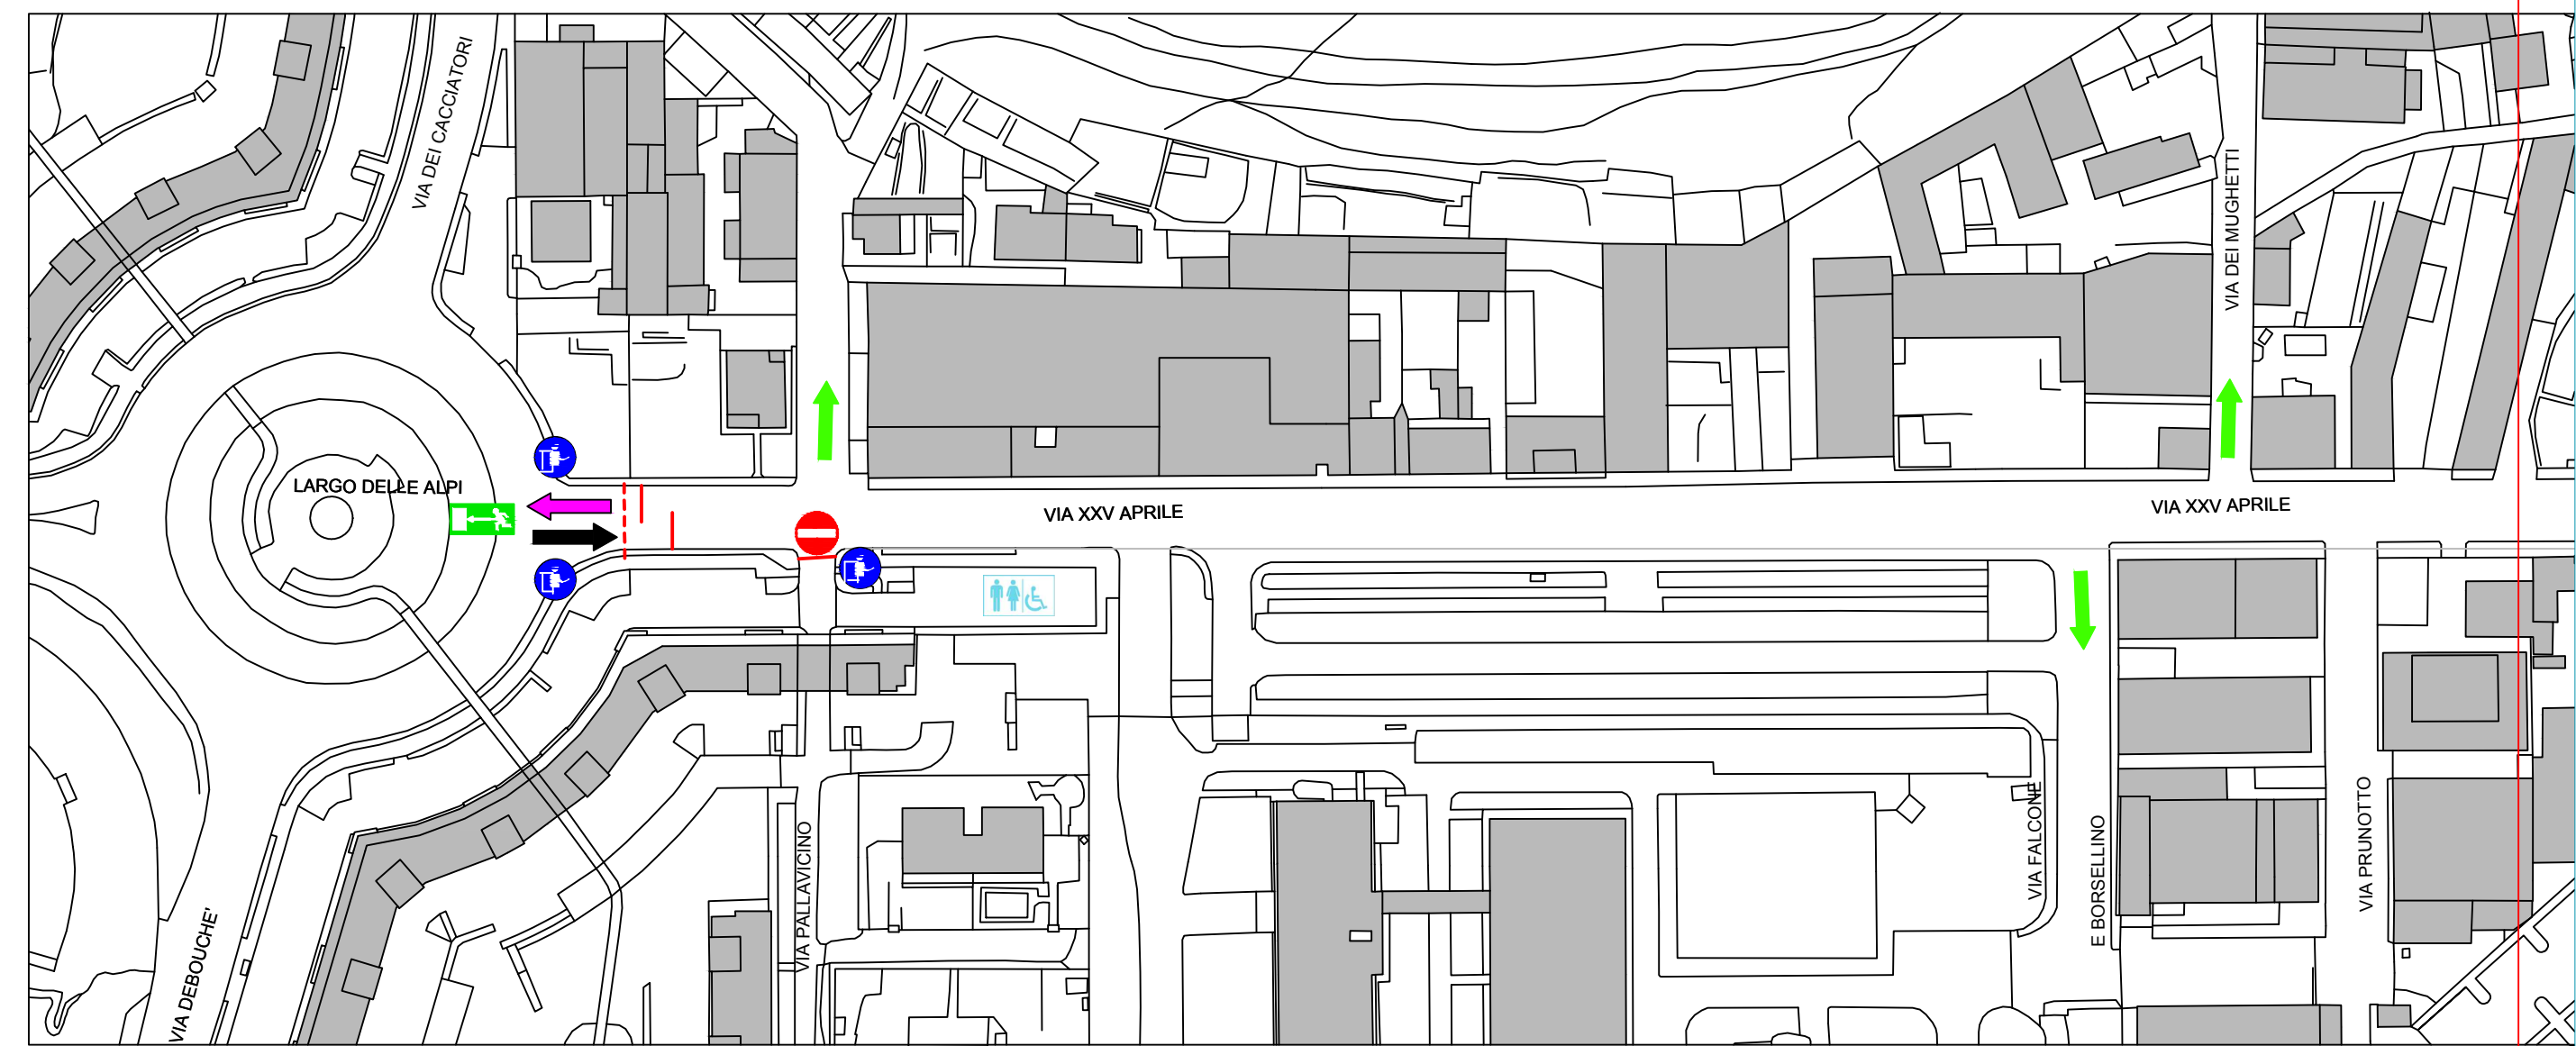 VIA DEI CACCIATORI
VIA DEI MUGHETTI
LARGO DELLE ALPI
VIA XXV APRILE
VIA XXV APRILE
VIA FALCONE
E BORSELLINO
VIA PRUNOTTO
VIA PALLAVICINO
VIA DEBOUCHE'